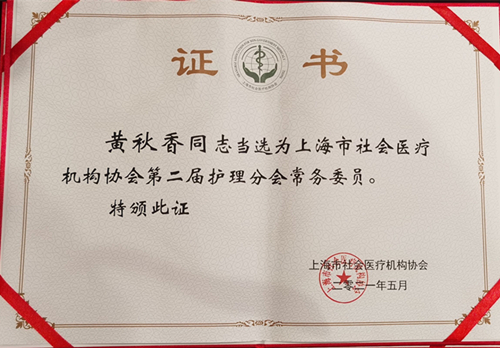 证书
黄秋香同志当选为上海市社会医疗
机构协会第二届护理分会常务委员。
特颁此证
上海市社会医疗机构协会
二〇二一年五月